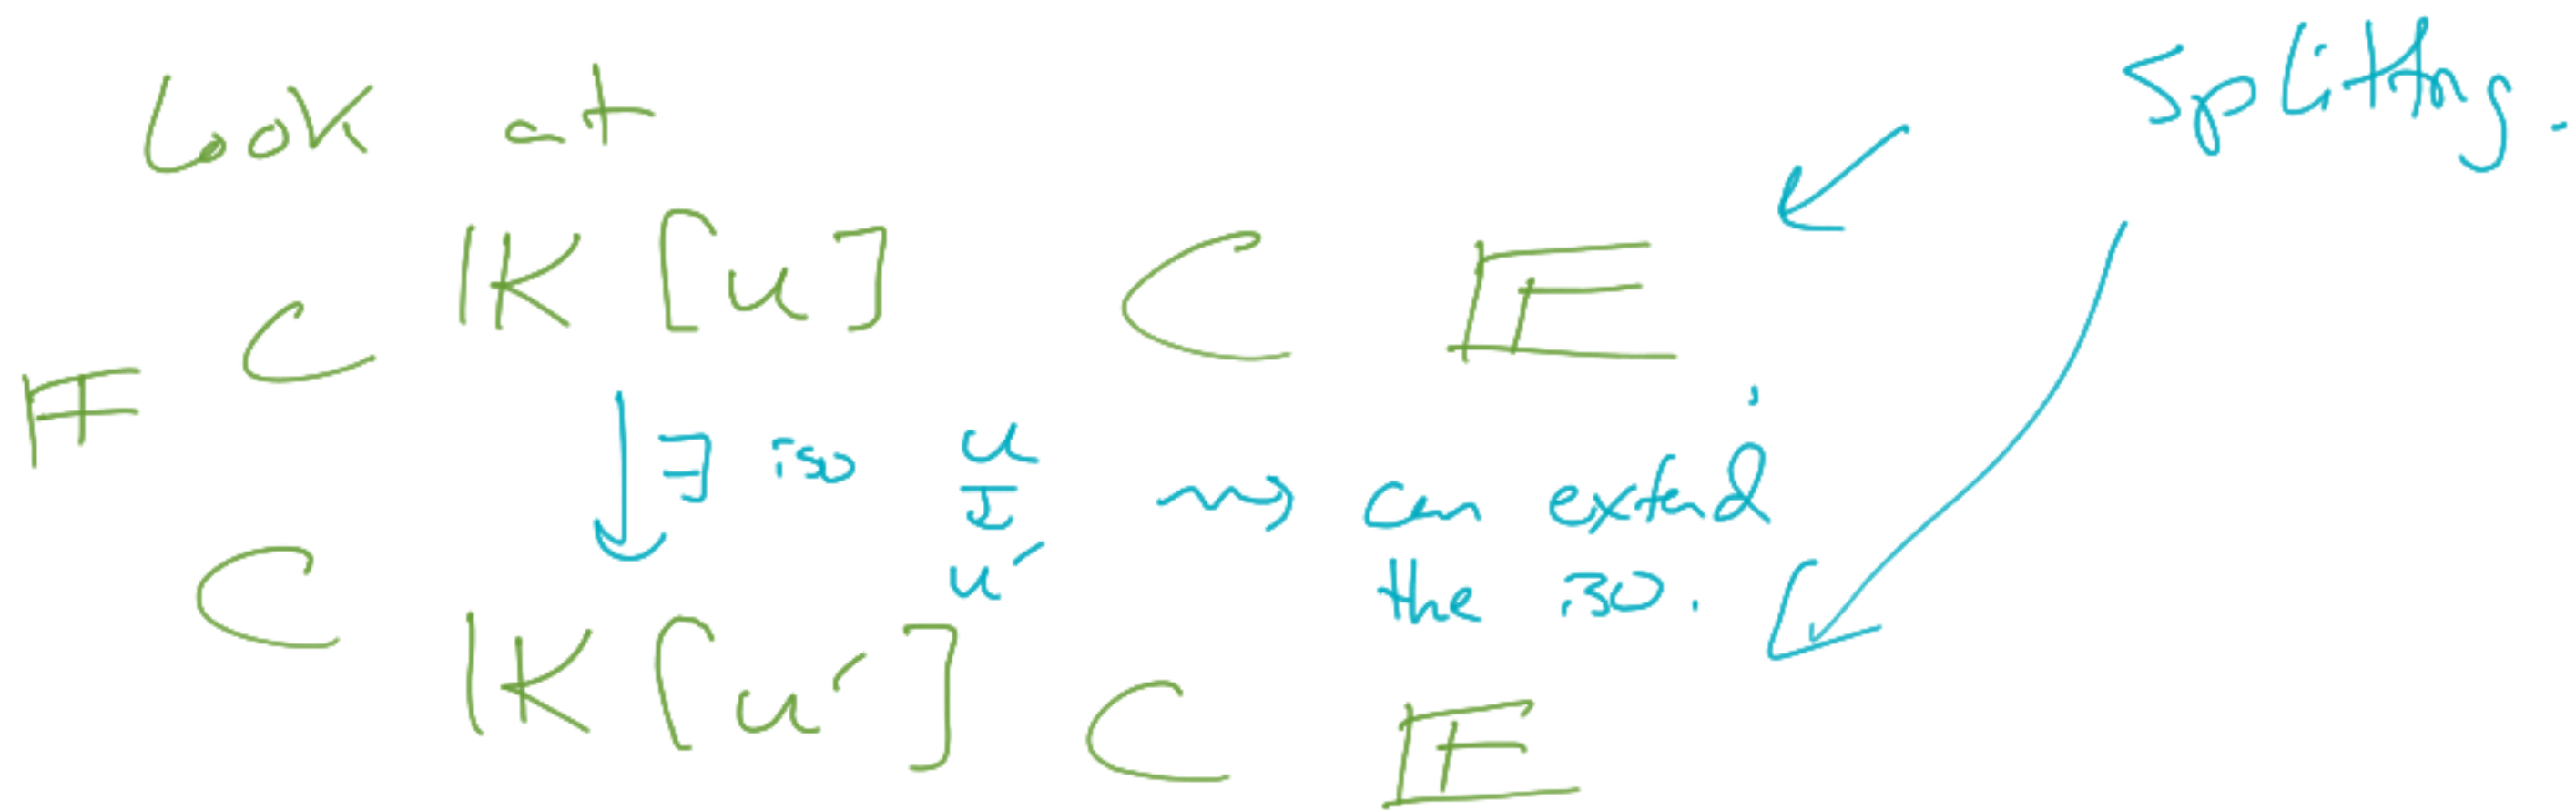 Look at
Splitting.
𝔽 ⊂ 𝕂[u] ⊂ 𝔼
↓ ∃ iso u ↦ u′ ⇝ can extend
the iso.
⊂ 𝕂[u′] ⊂ 𝔼